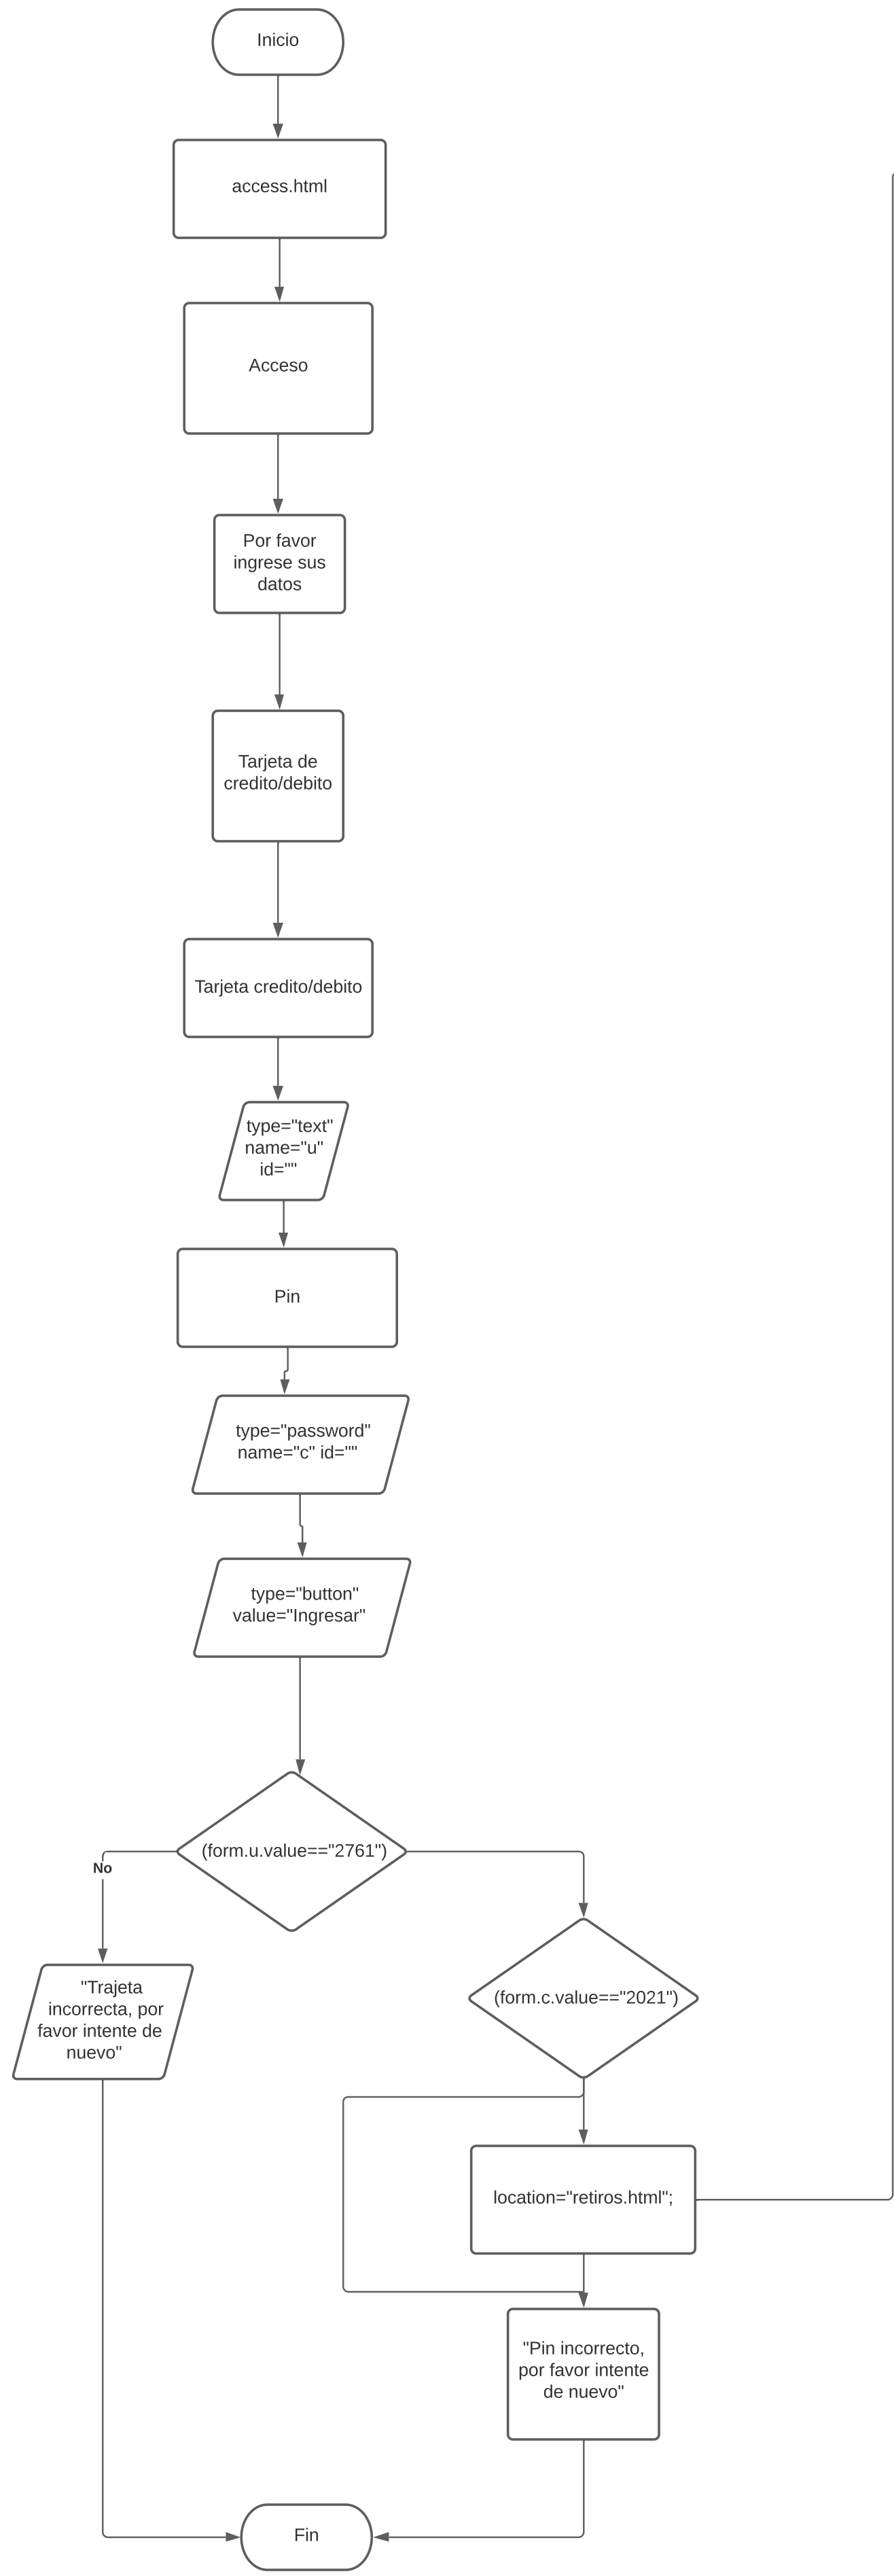 Inicio
access.html
Acceso
Por favor
ingrese sus
datos
Tarjeta de
credito/debito
Tarjeta credito/debito
type="text"
name="u"
id=""
Pin
type="password"
name="c" id=""
type="button"
value="Ingresar"
(form.u.value=="2761")
No
"Trajeta
incorrecta, por
favor intente de
nuevo"
(form.c.value=="2021")
location="retiros.html";
"Pin incorrecto,
por favor intente
de nuevo"
Fin